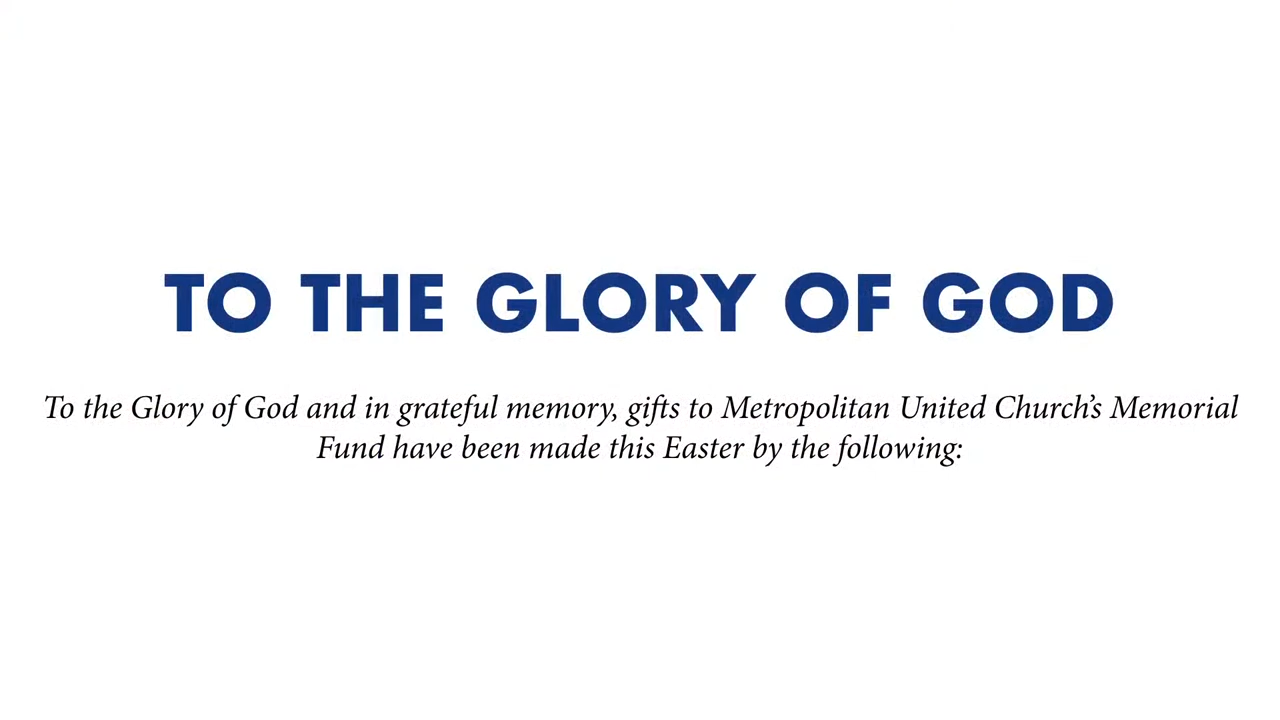 TO THE GLORY OF GOD
To the Glory of God and in grateful memory, gifts to Metropolitan United Church’s Memorial
Fund have been made this Easter by the following: